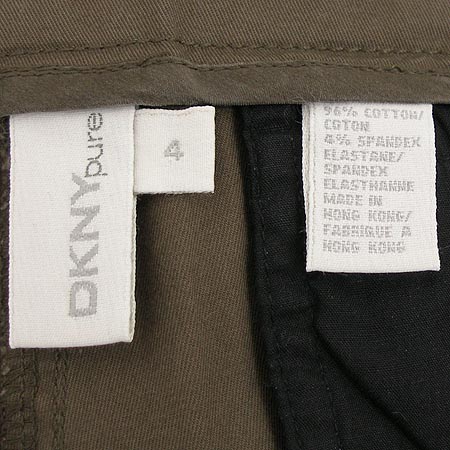 DKNY pure
4
96% COTTON/
COTON
4% SPANDEX
ELASTANE/
SPANDEX
ELASTHANNE
MADE IN
HONG KONG/
FABRIQUE A
HONG KONG